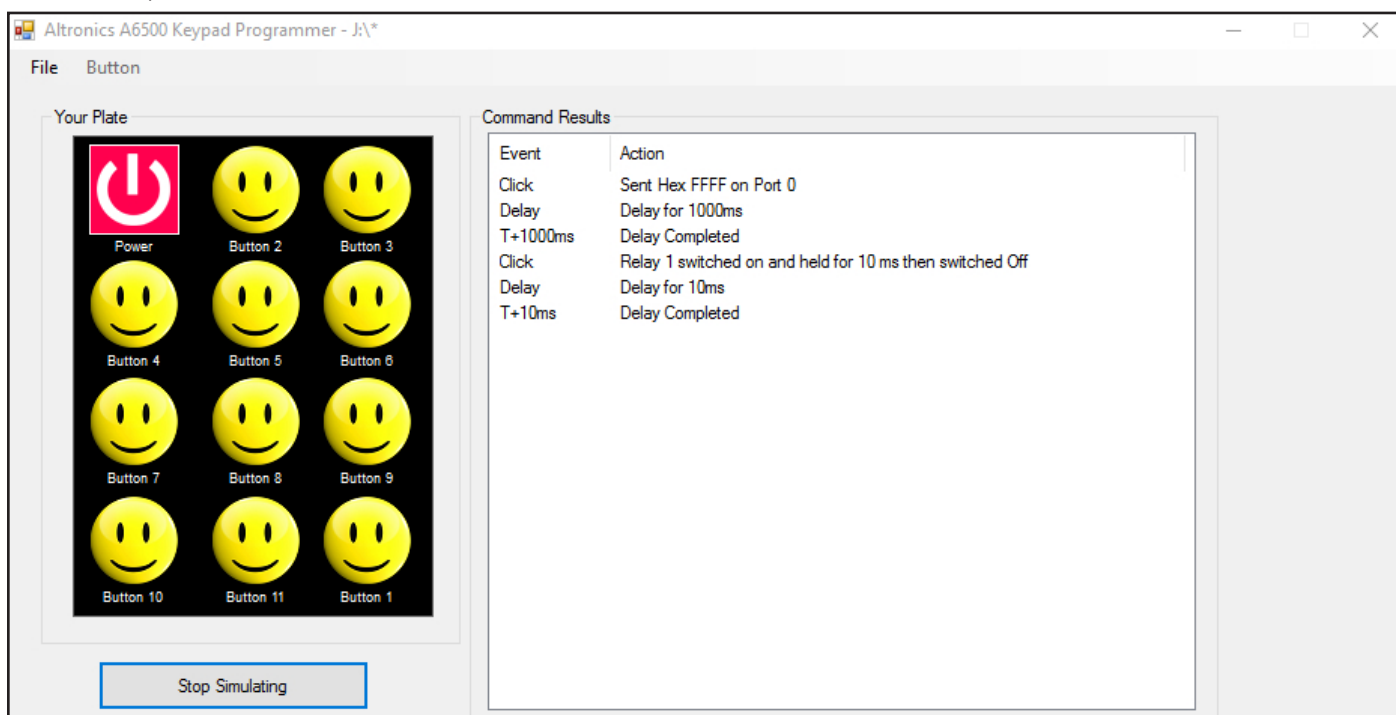 Altronics A6500 Keypad Programmer - J:\*
File Button
Your Plate
Power Button 2 Button 3
Button 4 Button 5 Button 6
Button 7 Button 8 Button 9
Button 10 Button 11 Button 1
Stop Simulating
Command Results
Event Action
Click Sent Hex FFFF on Port 0
Delay Delay for 1000ms
T+1000ms Delay Completed
Click Relay 1 switched on and held for 10 ms then switched Off
Delay Delay for 10ms
T+10ms Delay Completed